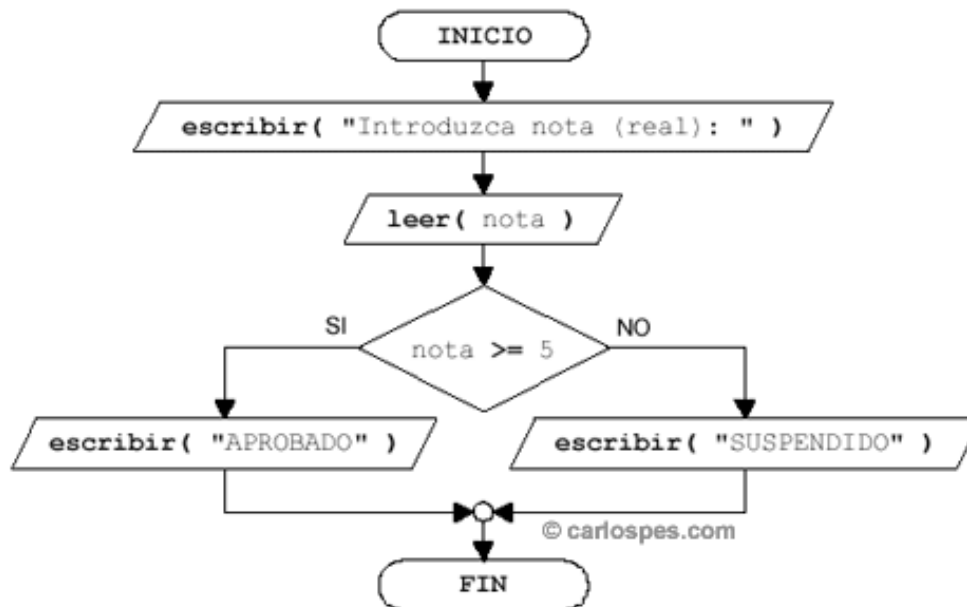 INICIO
escribir( "Introduzca nota (real): " )
leer( nota )
SI
NO
nota >= 5
escribir( "APROBADO" )
escribir( "SUSPENDIDO" )
© carlospes.com
FIN